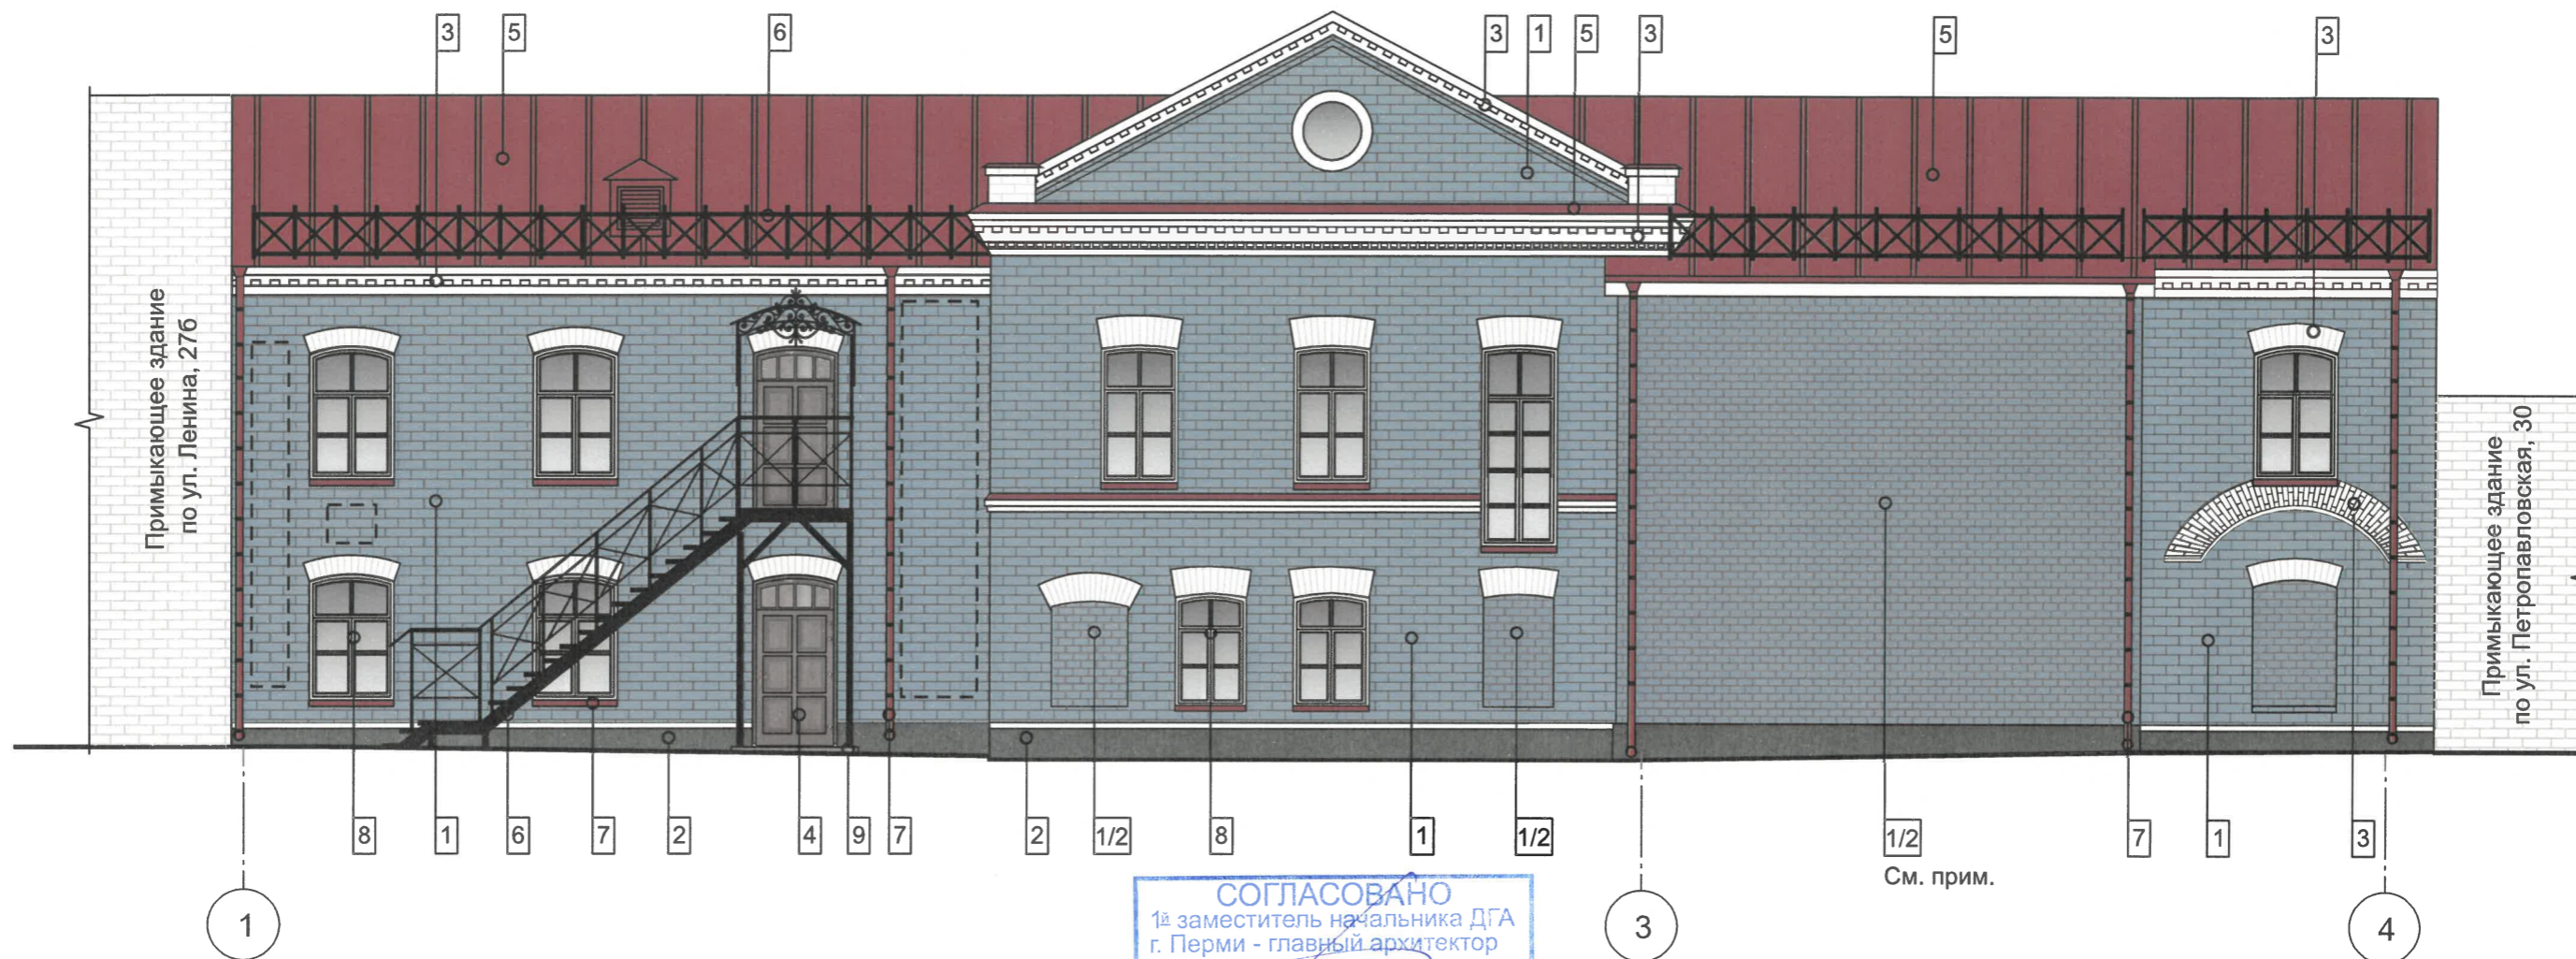 3 5 6 3 1 5 3 5 3
Примыкающее здание
по ул. Ленина, 27б
Примыкающее здание
по ул. Петропавловская, 30
8 1 6 7 2 4 9 7 2 1/2 8 1 1/2 1/2 7 1 3
См. прим.
СОГЛАСОВАНО
1й заместитель начальника ДГА
г. Перми - главный архитектор
1 3 4